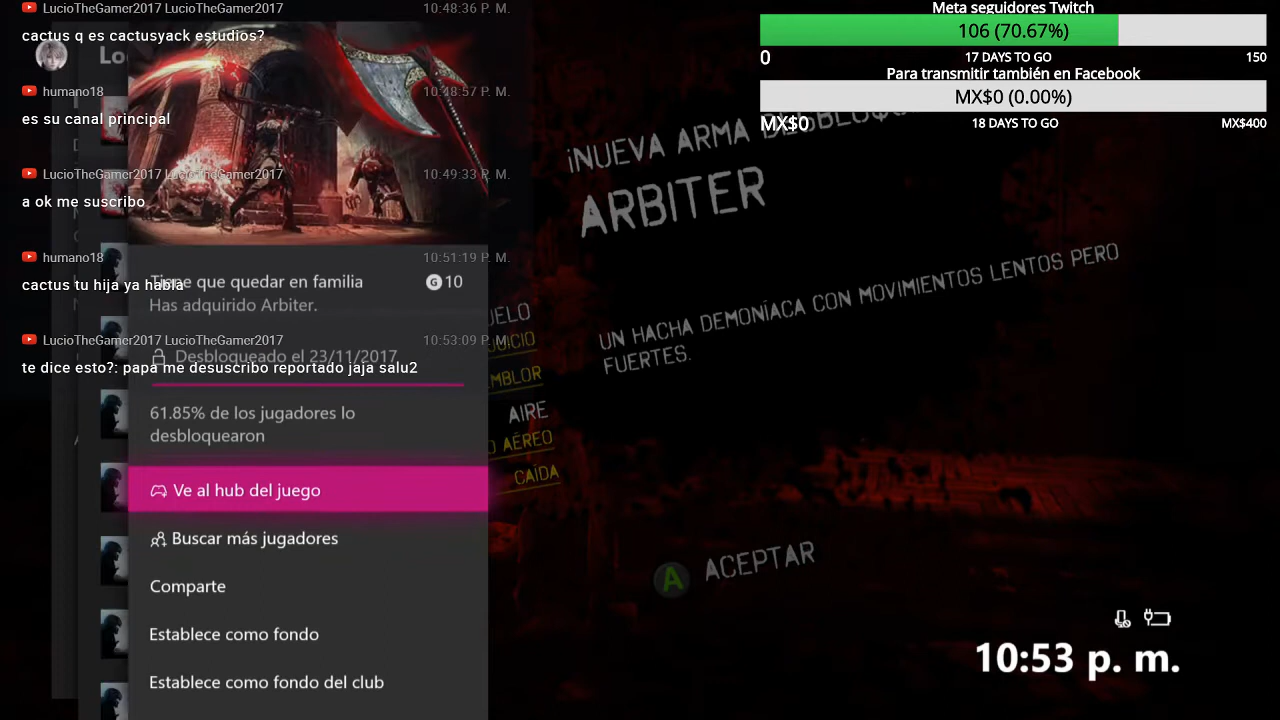 LucioTheGamer2017 LucioTheGamer2017 10:48:36 P. M.
cactus q es cactusyack estudios?
Lo
humano18 10:48:57 P. M.
es su canal principal
LucioTheGamer2017 LucioTheGamer2017 10:49:33 P. M.
a ok me suscribo
humano18 10:51:19 P. M.
cactus tu hija ya habla
LucioTheGamer2017 LucioTheGamer2017 10:53:09 P. M.
te dice esto?: papa me desuscribo reportado jaja salu2
Tiene que quedar en familia G 10
Has adquirido Arbiter.
Desbloqueado el 23/11/2017
61.85% de los jugadores lo
desbloquearon
Ve al hub del juego
Buscar más jugadores
Comparte
Establece como fondo
Establece como fondo del club
Meta seguidores Twitch
106 (70.67%)
0 17 DAYS TO GO 150
Para transmitir también en Facebook
MX$0 (0.00%)
MX$0 18 DAYS TO GO MX$400
¡NUEVA ARMA DESBLOQ
ARBITER
UN HACHA DEMONÍACA CON MOVIMIENTOS LENTOS PERO
FUERTES.
UELO
JUICIO
MBLOR
AIRE
O AÉREO
CAÍDA
A ACEPTAR
10:53 p. m.